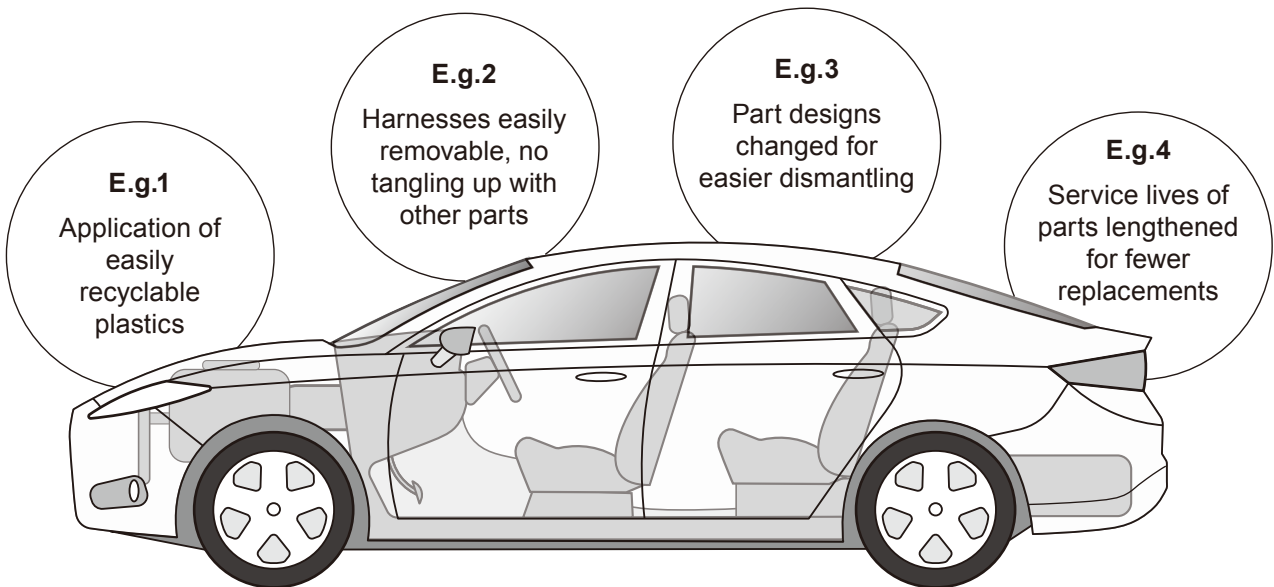 E.g.1
Application of
easily
recyclable
plastics
E.g.2
Harnesses easily
removable, no
tangling up with
other parts
E.g.3
Part designs
changed for
easier dismantling
E.g.4
Service lives of
parts lengthened
for fewer
replacements